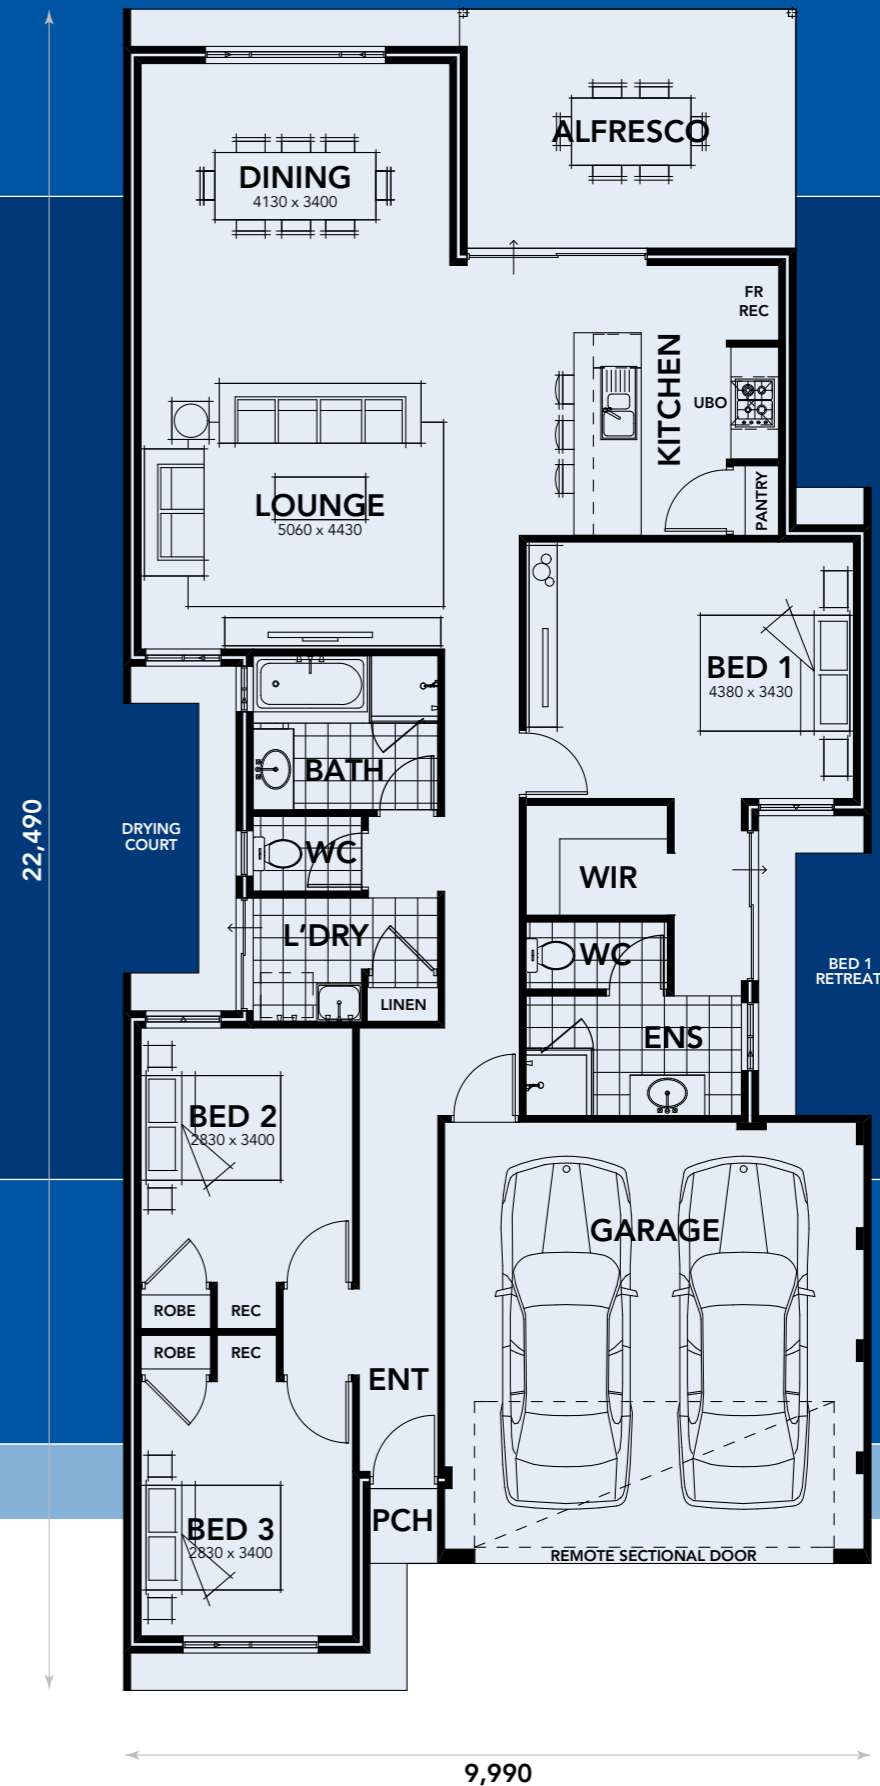 ALFRESCO
DINING
4130 x 3400
FR
REC
KITCHEN
UBO
PANTRY
LOUNGE
5060 x 4430
BED 1
4380 x 3430
BATH
22,490
DRYING
COURT
WC
WIR
L'DRY
WC
BED 1
RETREAT
LINEN
ENS
BED 2
2830 x 3400
GARAGE
ROBE
REC
ROBE
REC
ENT
PCH
BED 3
2830 x 3400
REMOTE SECTIONAL DOOR
9,990